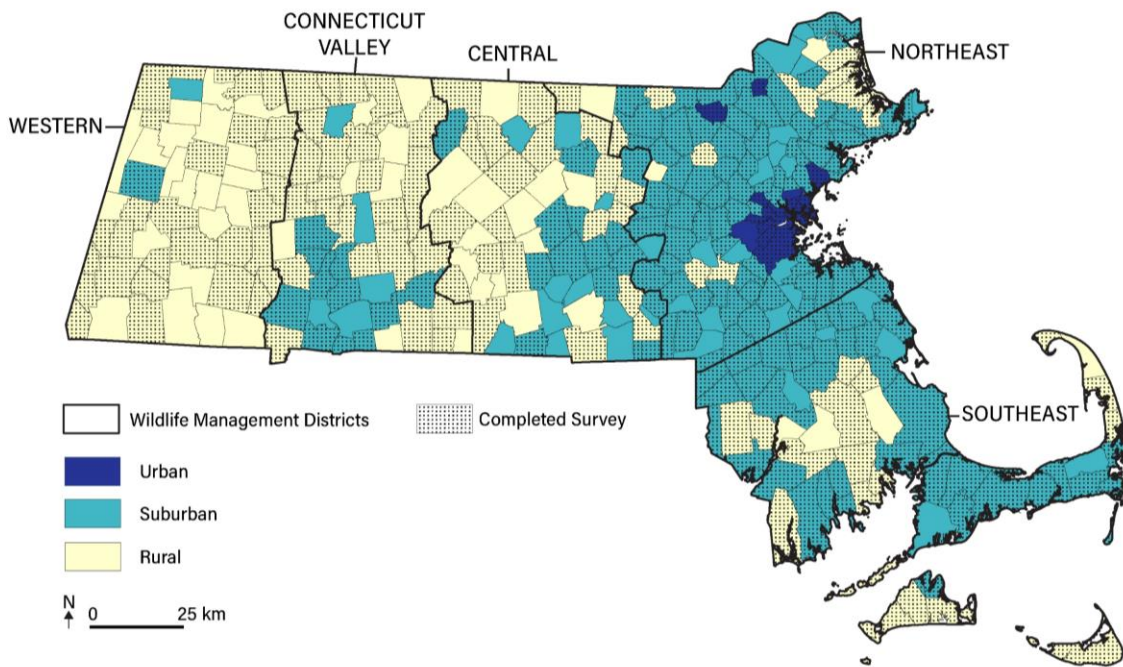 CONNECTICUT
VALLEY
CENTRAL
NORTHEAST
WESTERN
SOUTHEAST
Wildlife Management Districts
Completed Survey
Urban
Suburban
Rural
N
0 25 km